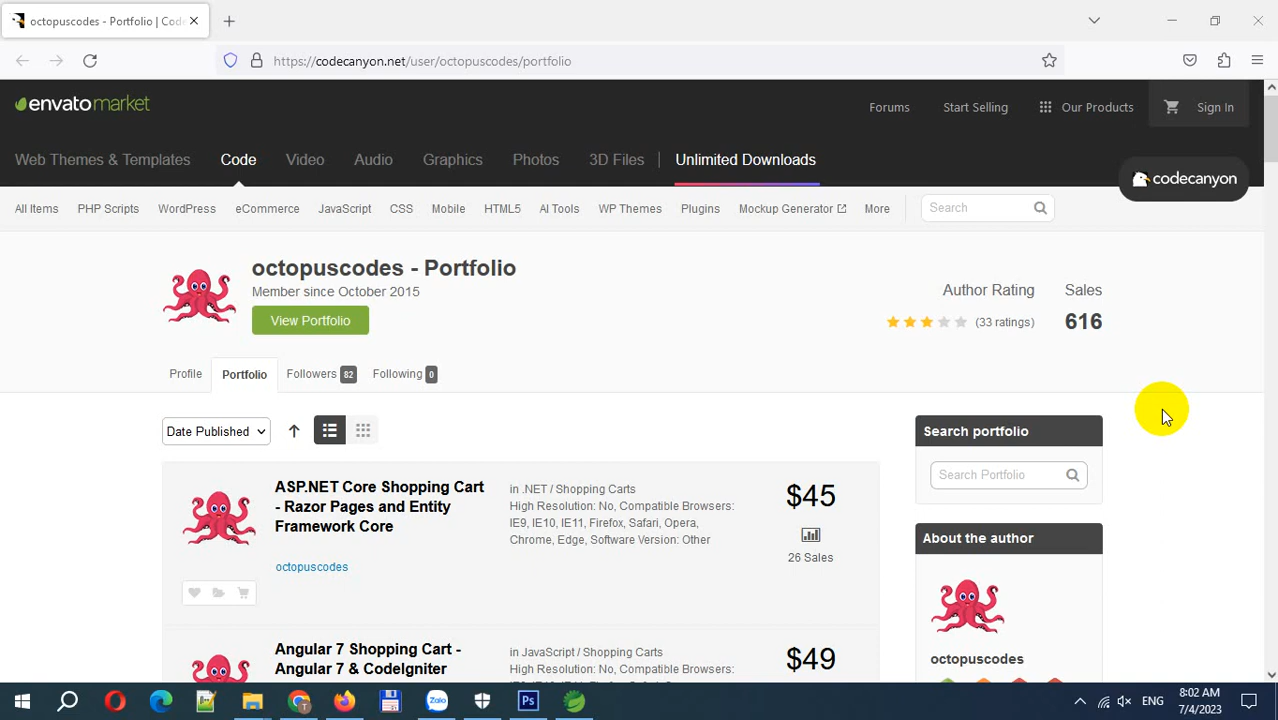 octopuscodes - Portfolio | Code
https://codecanyon.net/user/octopuscodes/portfolio
envatomarket
Forums Start Selling Our Products Sign In
Web Themes & Templates Code Video Audio Graphics Photos 3D Files Unlimited Downloads
codecanyon
All Items PHP Scripts WordPress eCommerce JavaScript CSS Mobile HTML5 AI Tools WP Themes Plugins Mockup Generator More Search
octopuscodes - Portfolio
Member since October 2015
View Portfolio
Author Rating
(33 ratings)
Sales
616
Profile Portfolio Followers 82 Following 0
Date Published
ASP.NET Core Shopping Cart
- Razor Pages and Entity
Framework Core
octopuscodes
in .NET / Shopping Carts
High Resolution: No, Compatible Browsers:
IE9, IE10, IE11, Firefox, Safari, Opera,
Chrome, Edge, Software Version: Other
$45
26 Sales
Angular 7 Shopping Cart -
Angular 7 & CodeIgniter
in JavaScript / Shopping Carts
High Resolution: No, Compatible Browsers:
$49
Search portfolio
Search Portfolio
About the author
octopuscodes
Zalo
Ps
ENG
8:02 AM
7/4/2023